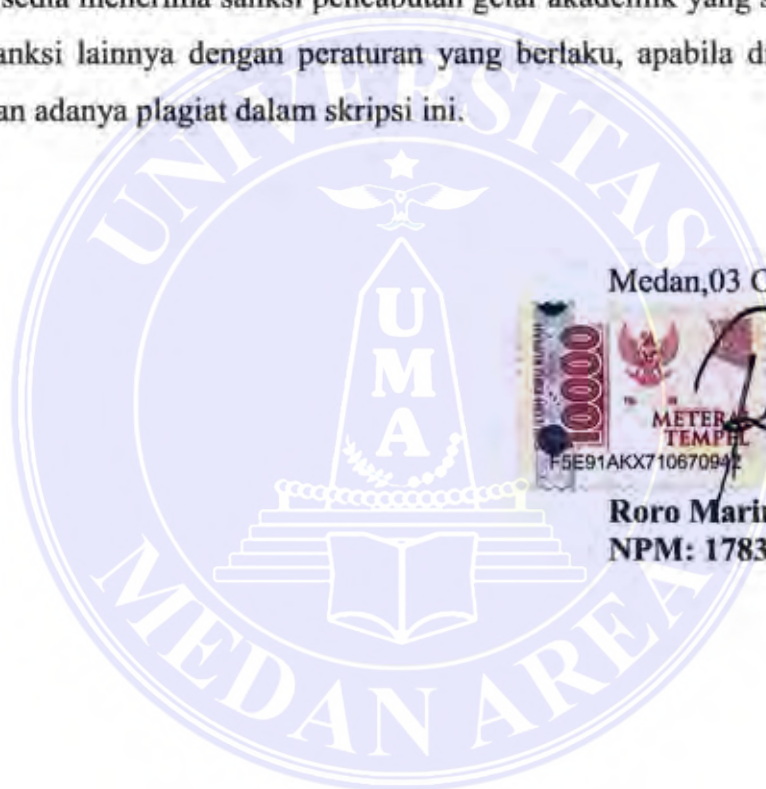 sedia menerima sanksi pencabutan gelar akademik yang s
anksi lainnya dengan peraturan yang berlaku, apabila di
an adanya plagiat dalam skripsi ini.
UNIVERSITAS
Medan,03 O
UMA
10000
METERAI
TEMPEL
F5E91AKX710670942
Roro Marin
NPM: 1783
MEDAN AREA